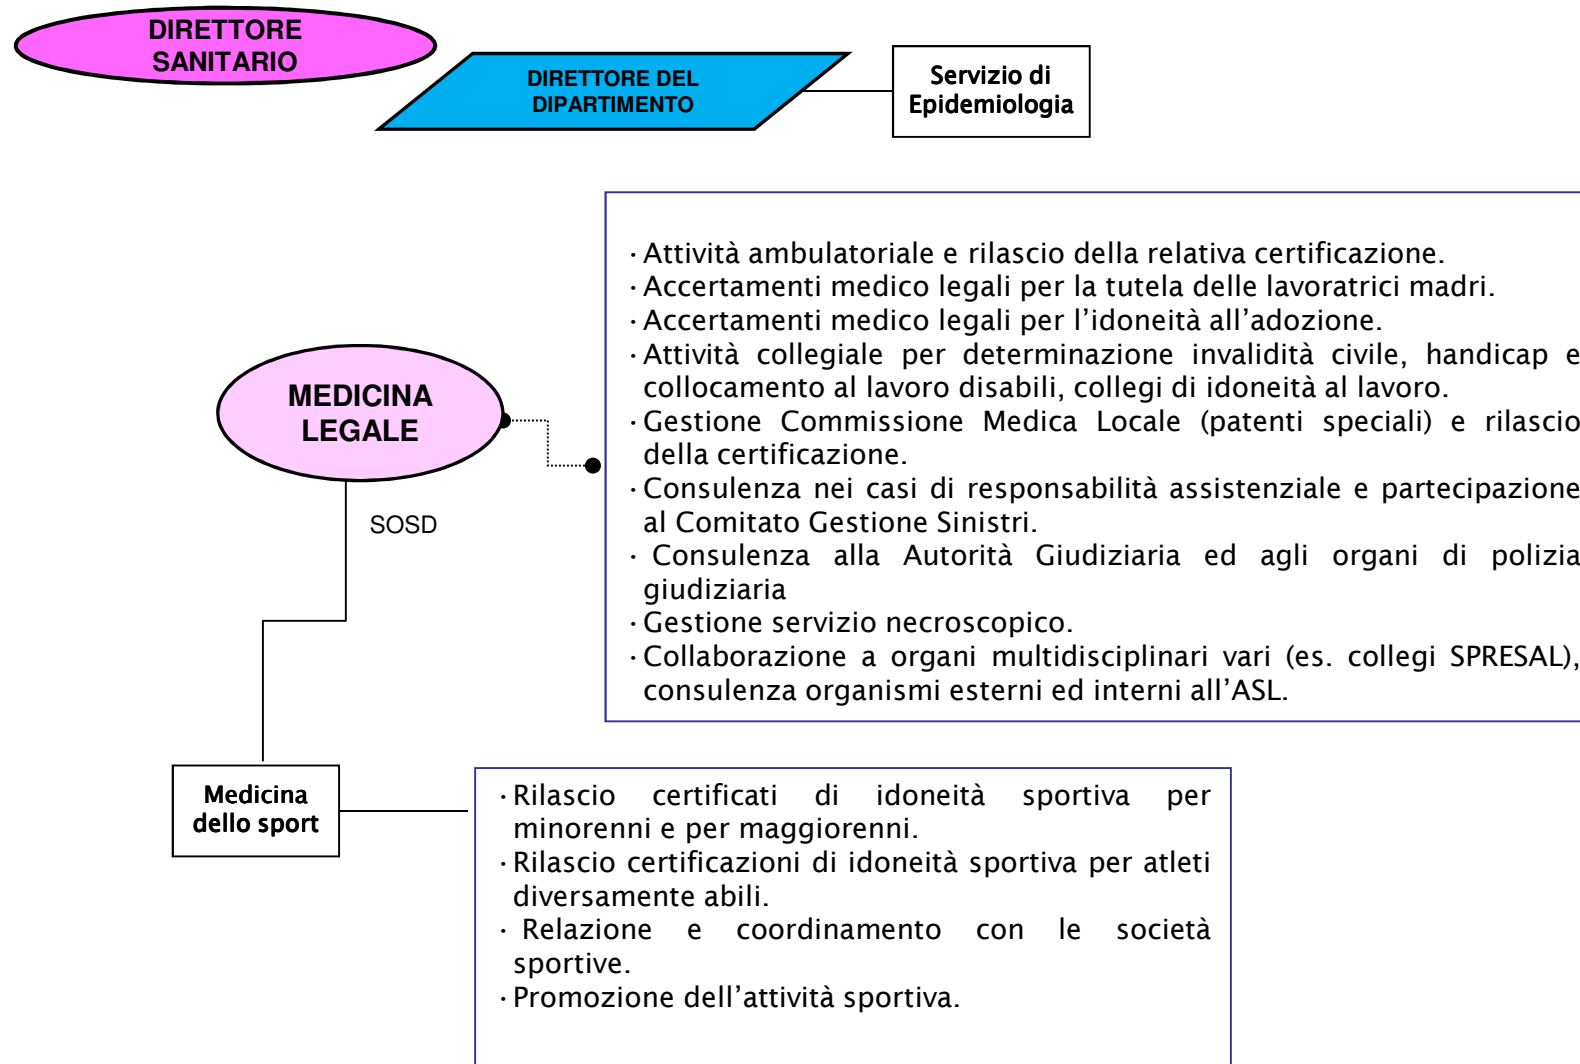 DIRETTORE
SANITARIO
DIRETTORE DEL
DIPARTIMENTO
Servizio di
Epidemiologia
· Attività ambulatoriale e rilascio della relativa certificazione.
· Accertamenti medico legali per la tutela delle lavoratrici madri.
· Accertamenti medico legali per l’idoneità all’adozione.
· Attività collegiale per determinazione invalidità civile, handicap e
collocamento al lavoro disabili, collegi di idoneità al lavoro.
· Gestione Commissione Medica Locale (patenti speciali) e rilascio
della certificazione.
· Consulenza nei casi di responsabilità assistenziale e partecipazione
al Comitato Gestione Sinistri.
· Consulenza alla Autorità Giudiziaria ed agli organi di polizia
giudiziaria
· Gestione servizio necroscopico.
· Collaborazione a organi multidisciplinari vari (es. collegi SPRESAL),
consulenza organismi esterni ed interni all’ASL.
MEDICINA
LEGALE
SOSD
Medicina
dello sport
· Rilascio certificati di idoneità sportiva per
minorenni e per maggiorenni.
· Rilascio certificazioni di idoneità sportiva per atleti
diversamente abili.
· Relazione e coordinamento con le società
sportive.
· Promozione dell’attività sportiva.